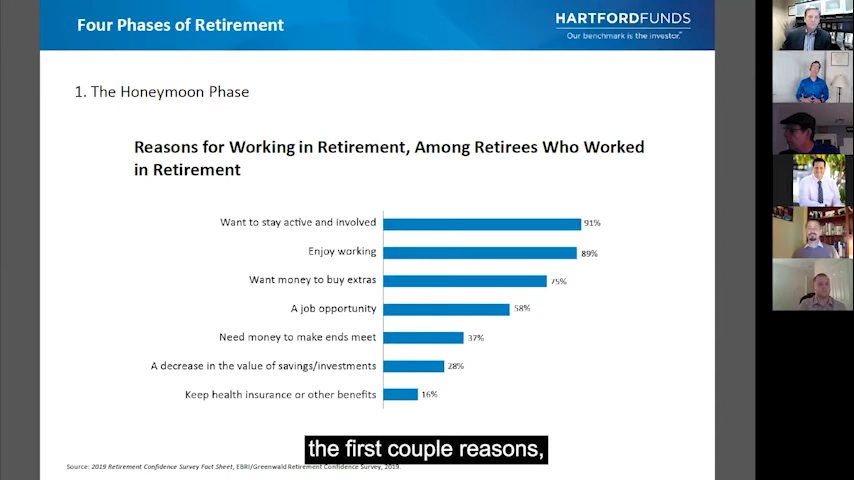 Four Phases of Retirement
HARTFORDFUNDS
Our benchmark is the investor.℠
1. The Honeymoon Phase
Reasons for Working in Retirement, Among Retirees Who Worked
in Retirement
Want to stay active and involved 91%
Enjoy working 89%
Want money to buy extras 75%
A job opportunity 58%
Need money to make ends meet 37%
A decrease in the value of savings/investments 28%
Keep health insurance or other benefits 16%
the first couple reasons,
Source: 2019 Retirement Confidence Survey Fact Sheet, EBRI/Greenwald Retirement Confidence Survey, 2019.